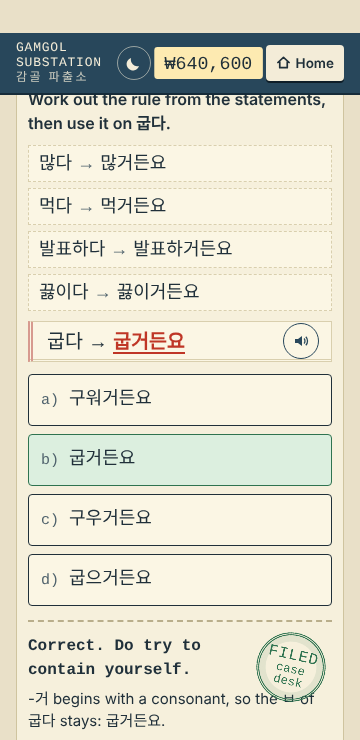 GAMGOL
SUBSTATION
감골 파출소
₩640,600
Home
Work out the rule from the statements,
then use it on 굽다.
많다 → 많거든요
먹다 → 먹거든요
발표하다 → 발표하거든요
끓이다 → 끓이거든요
굽다 → 굽거든요
a) 구워거든요
b) 굽거든요
c) 구우거든요
d) 굽으거든요
Correct. Do try to
contain yourself.
FILED
case
desk
-거 begins with a consonant, so the ㅂ of
굽다 stays: 굽거든요.